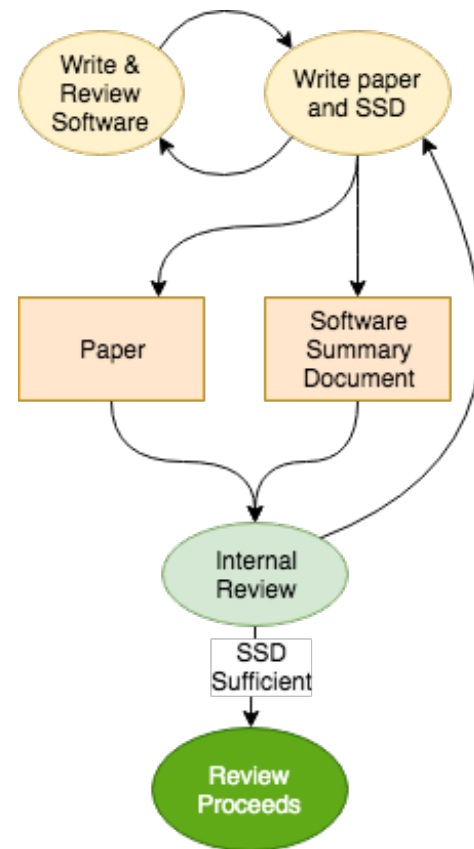 Write &
Review
Software
Write paper
and SSD
Paper
Software
Summary
Document
Internal
Review
SSD
Sufficient
Review
Proceeds